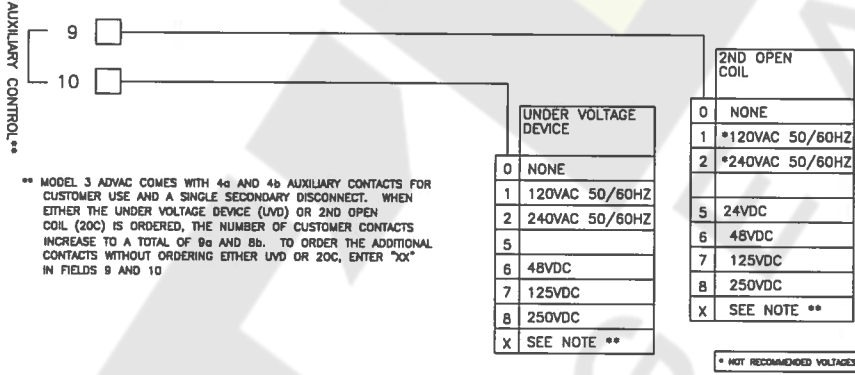 AUXILIARY CONTROL**
9
10
2ND OPEN
COIL
0 NONE
1 *120VAC 50/60HZ
2 *240VAC 50/60HZ
5 24VDC
6 48VDC
7 125VDC
8 250VDC
X SEE NOTE **
* NOT RECOMMENDED VOLTAGES
UNDER VOLTAGE
DEVICE
0 NONE
1 120VAC 50/60HZ
2 240VAC 50/60HZ
5
6 48VDC
7 125VDC
8 250VDC
X SEE NOTE **
** MODEL 3 ADVAC COMES WITH 4a AND 4b AUXILIARY CONTACTS FOR
CUSTOMER USE AND A SINGLE SECONDARY DISCONNECT. WHEN
EITHER THE UNDER VOLTAGE DEVICE (UVD) OR 2ND OPEN
COIL (2OC) IS ORDERED, THE NUMBER OF CUSTOMER CONTACTS
INCREASE TO A TOTAL OF 9a AND 8b. TO ORDER THE ADDITIONAL
CONTACTS WITHOUT ORDERING EITHER UVD OR 2OC, ENTER "XX"
IN FIELDS 9 AND 10